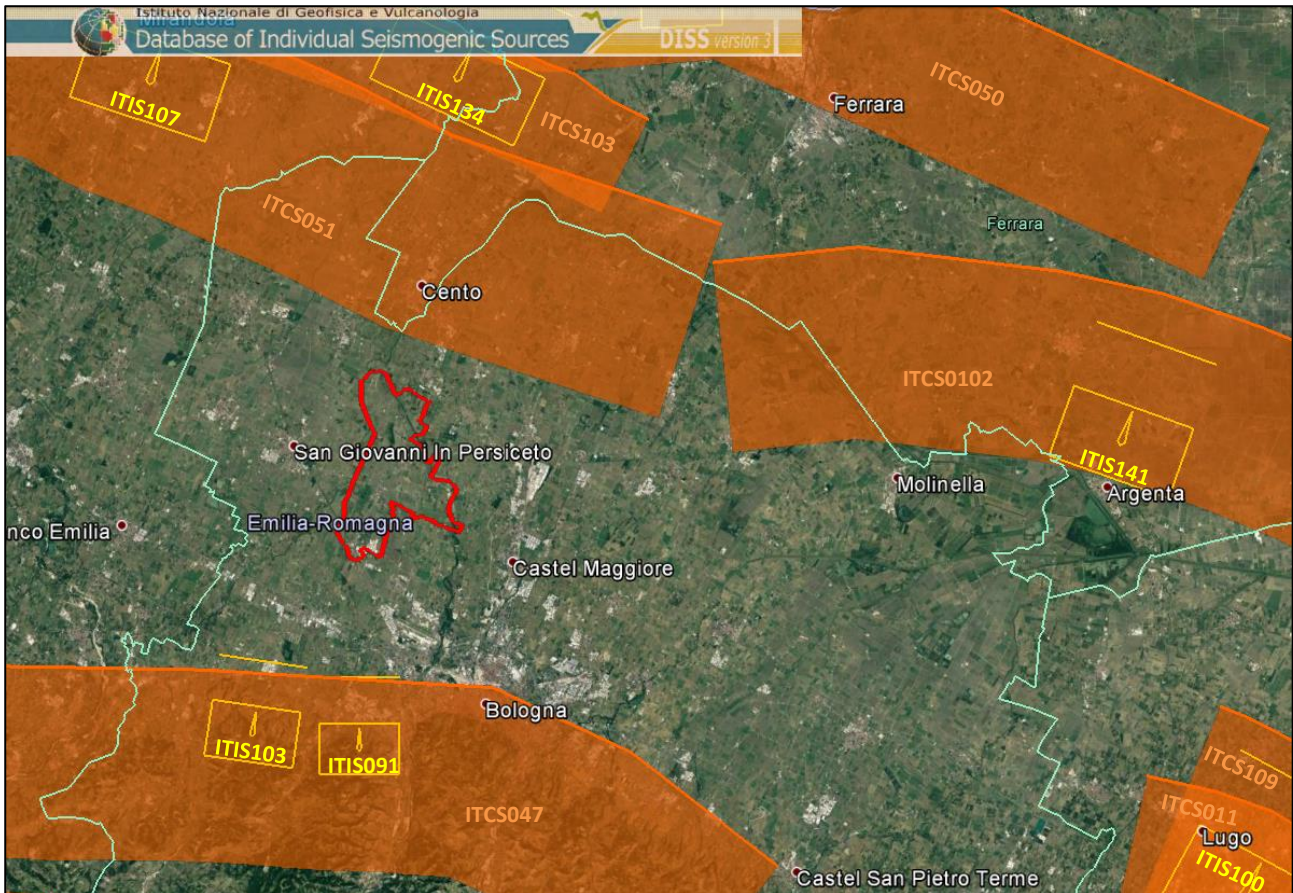 Istituto Nazionale di Geofisica e Vulcanologia
Mirandola
Database of Individual Seismogenic Sources
DISS version 3
ITCS050
ITIS107
ITIS134
Ferrara
ITCS103
ITCS051
Ferrara
Cento
ITCS0102
San Giovanni In Persiceto
ITIS141
Molinella
Argenta
Emilia-Romagna
nco Emilia
Castel Maggiore
Bologna
ITIS103
ITIS091
ITCS109
ITCS047
ITCS011
Lugo
ITIS100
Castel San Pietro Terme